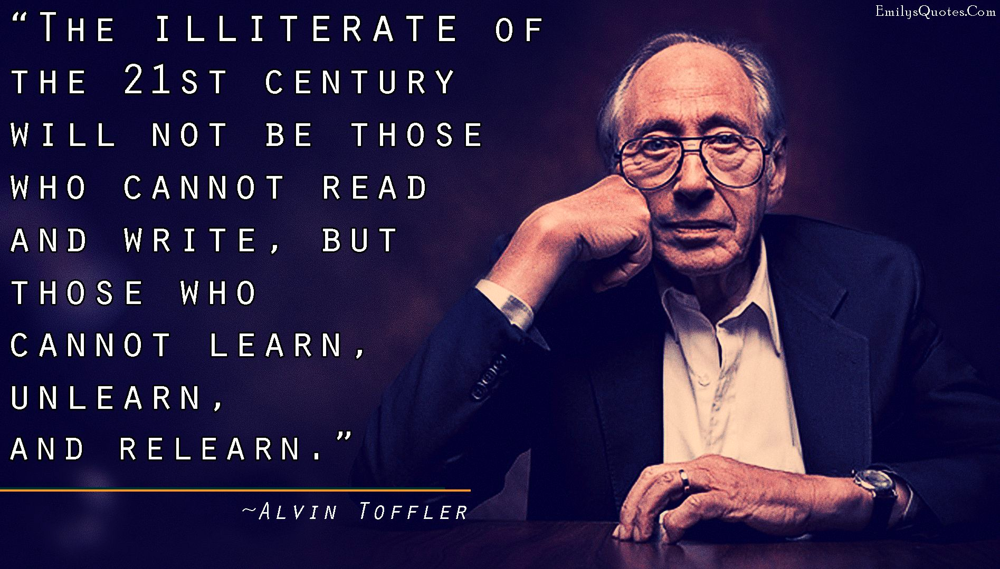 EmilysQuotes.Com
“The illiterate of
the 21st century
will not be those
who cannot read
and write, but
those who
cannot learn,
unlearn,
and relearn.”
~Alvin Toffler